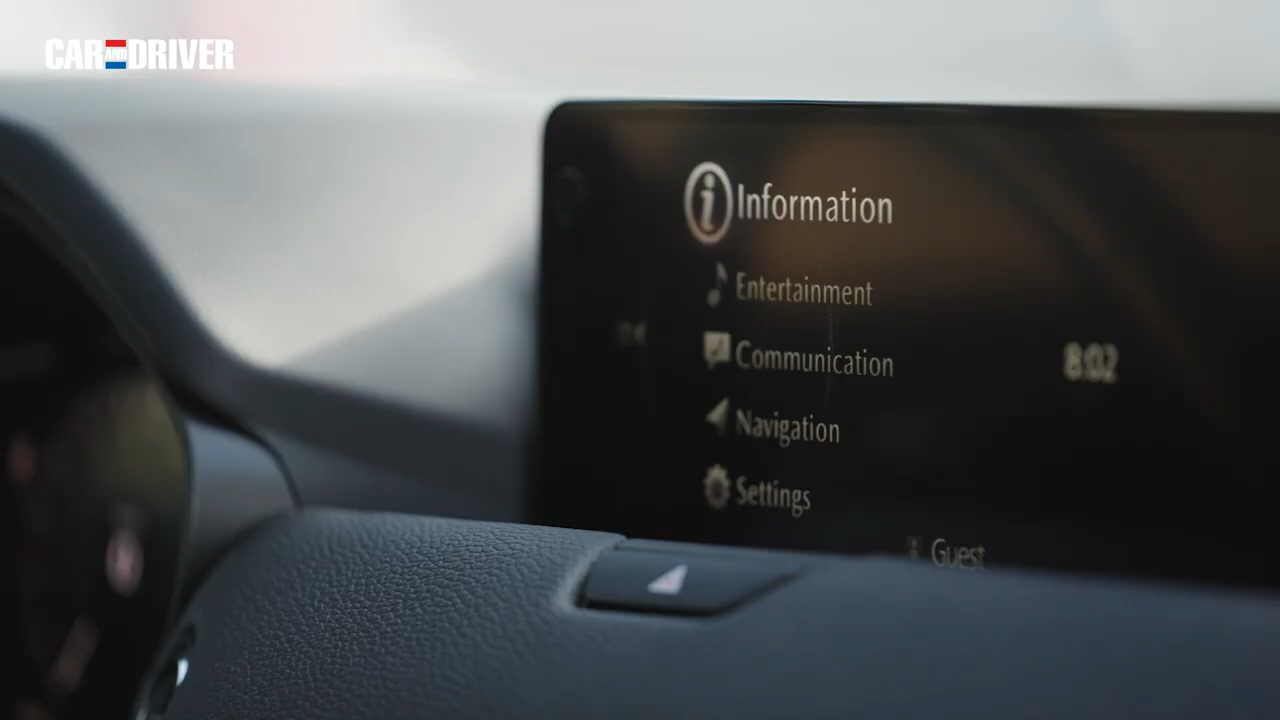 CAR AND DRIVER
Information
Entertainment
Communication
8:02
Navigation
Settings
Guest